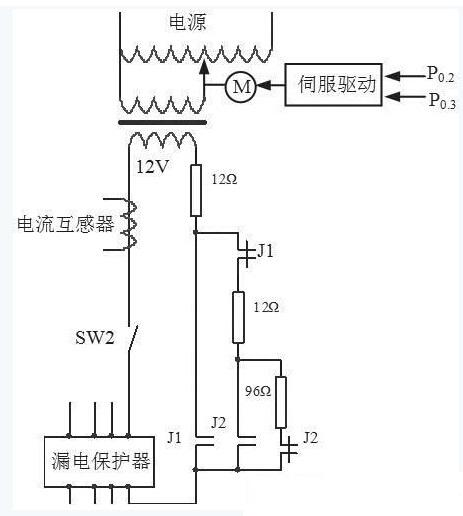 电源
M
伺服驱动
P0.2
P0.3
12V
12Ω
电流互感器
J1
12Ω
SW2
96Ω
J1
J2
J2
漏电保护器